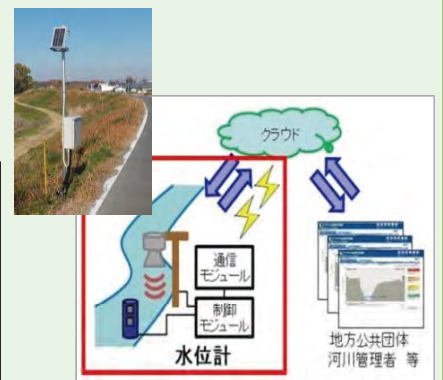 クラウド
通信
モジュール
制御
モジュール
水位計
地方公共団体
河川管理者 等